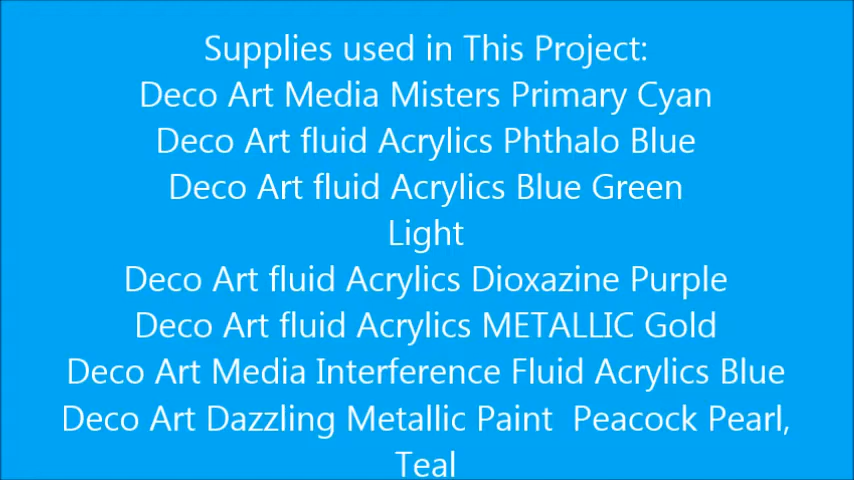 Supplies used in This Project:
Deco Art Media Misters Primary Cyan
Deco Art fluid Acrylics Phthalo Blue
Deco Art fluid Acrylics Blue Green
Light
Deco Art fluid Acrylics Dioxazine Purple
Deco Art fluid Acrylics METALLIC Gold
Deco Art Media Interference Fluid Acrylics Blue
Deco Art Dazzling Metallic Paint  Peacock Pearl,
Teal